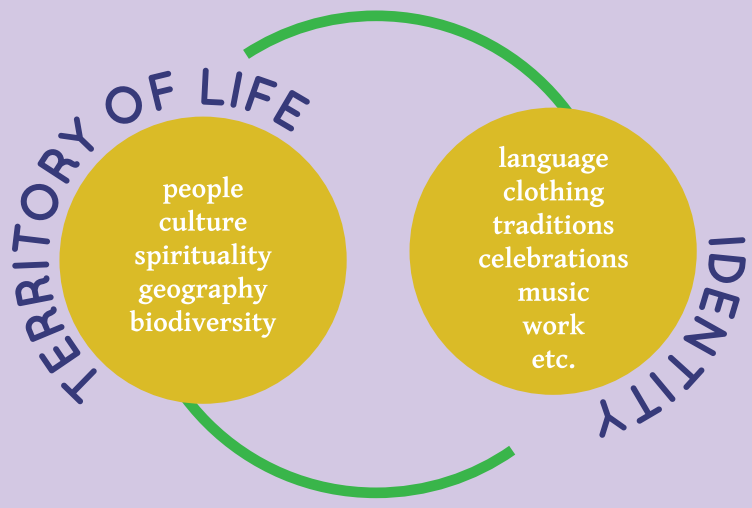 TERRITORY OF LIFE
people
culture
spirituality
geography
biodiversity
language
clothing
traditions
celebrations
music
work
etc.
IDENTITY